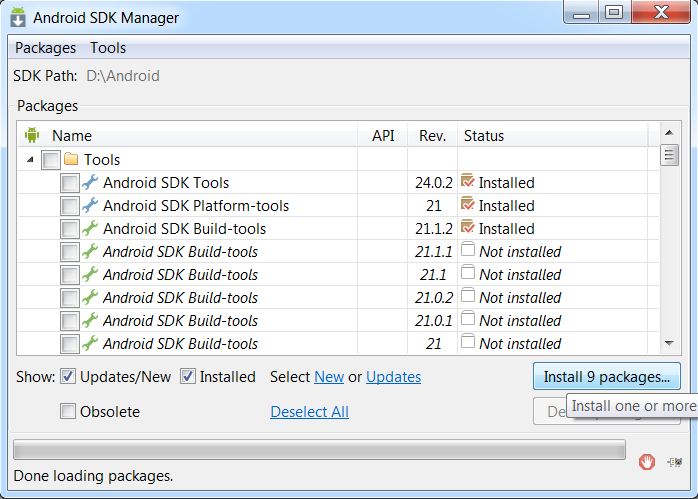 Android SDK Manager
Packages Tools
SDK Path: D:\Android
Packages
Name API Rev. Status
Tools
Android SDK Tools 24.0.2 Installed
Android SDK Platform-tools 21 Installed
Android SDK Build-tools 21.1.2 Installed
Android SDK Build-tools 21.1.1 Not installed
Android SDK Build-tools 21.1 Not installed
Android SDK Build-tools 21.0.2 Not installed
Android SDK Build-tools 21.0.1 Not installed
Android SDK Build-tools 21 Not installed
Show: Updates/New Installed Select New or Updates Install 9 packages...
Obsolete Deselect All
Install one or more
Done loading packages.